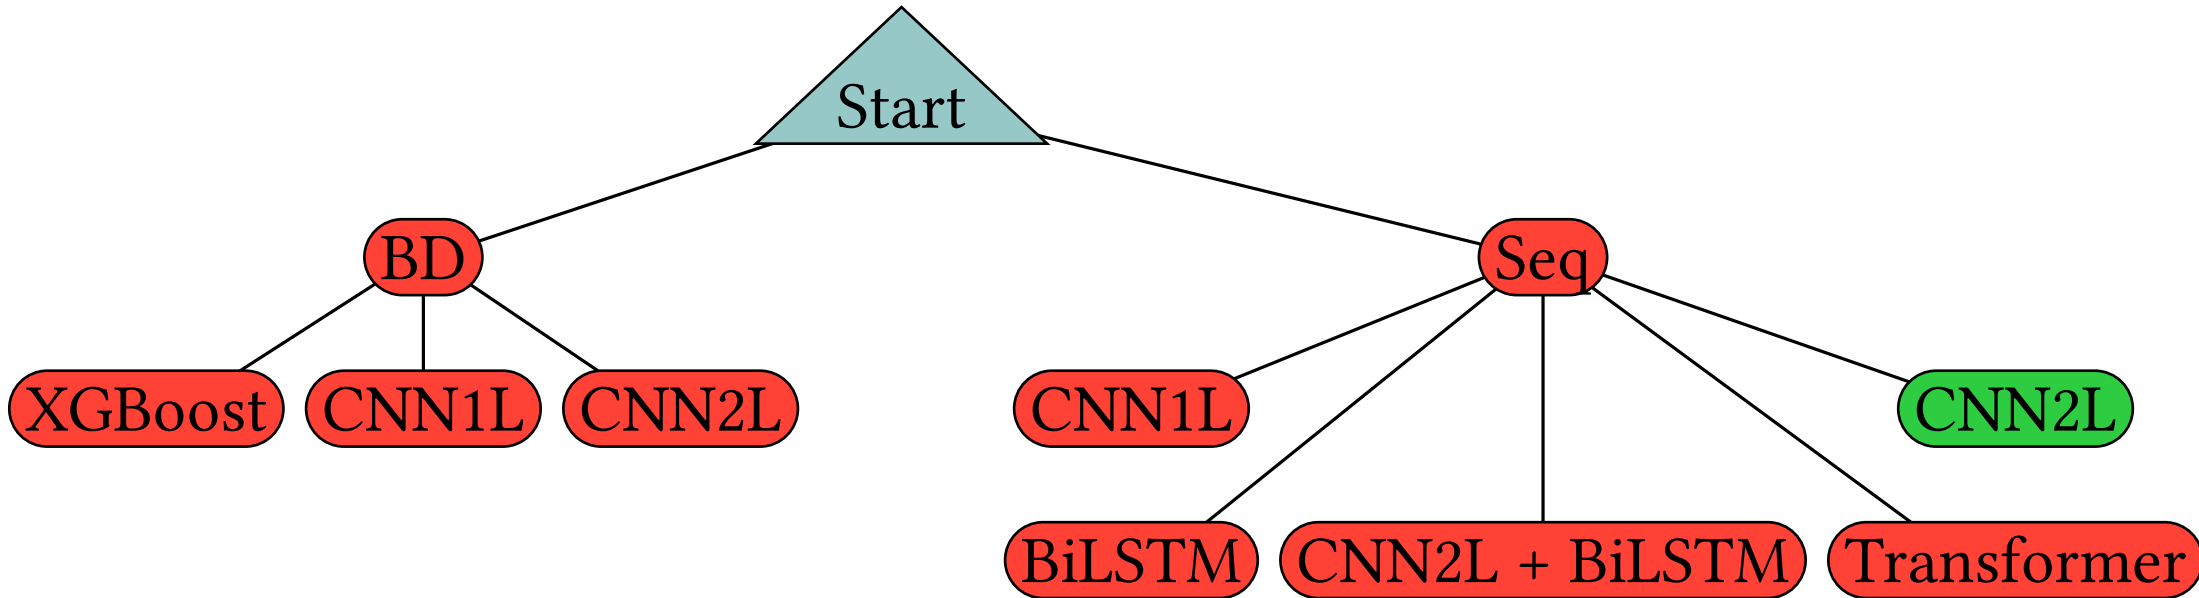 Start
BD
Seq
XGBoost
CNN1L
CNN2L
CNN1L
CNN2L
BiLSTM
CNN2L + BiLSTM
Transformer